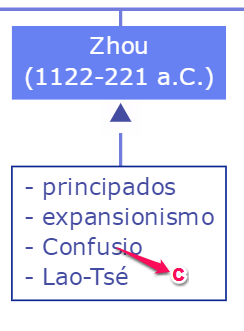 Zhou
(1122-221 a.C.)
- principados
- expansionismo
- Confusio
- Lao-Tsé
C